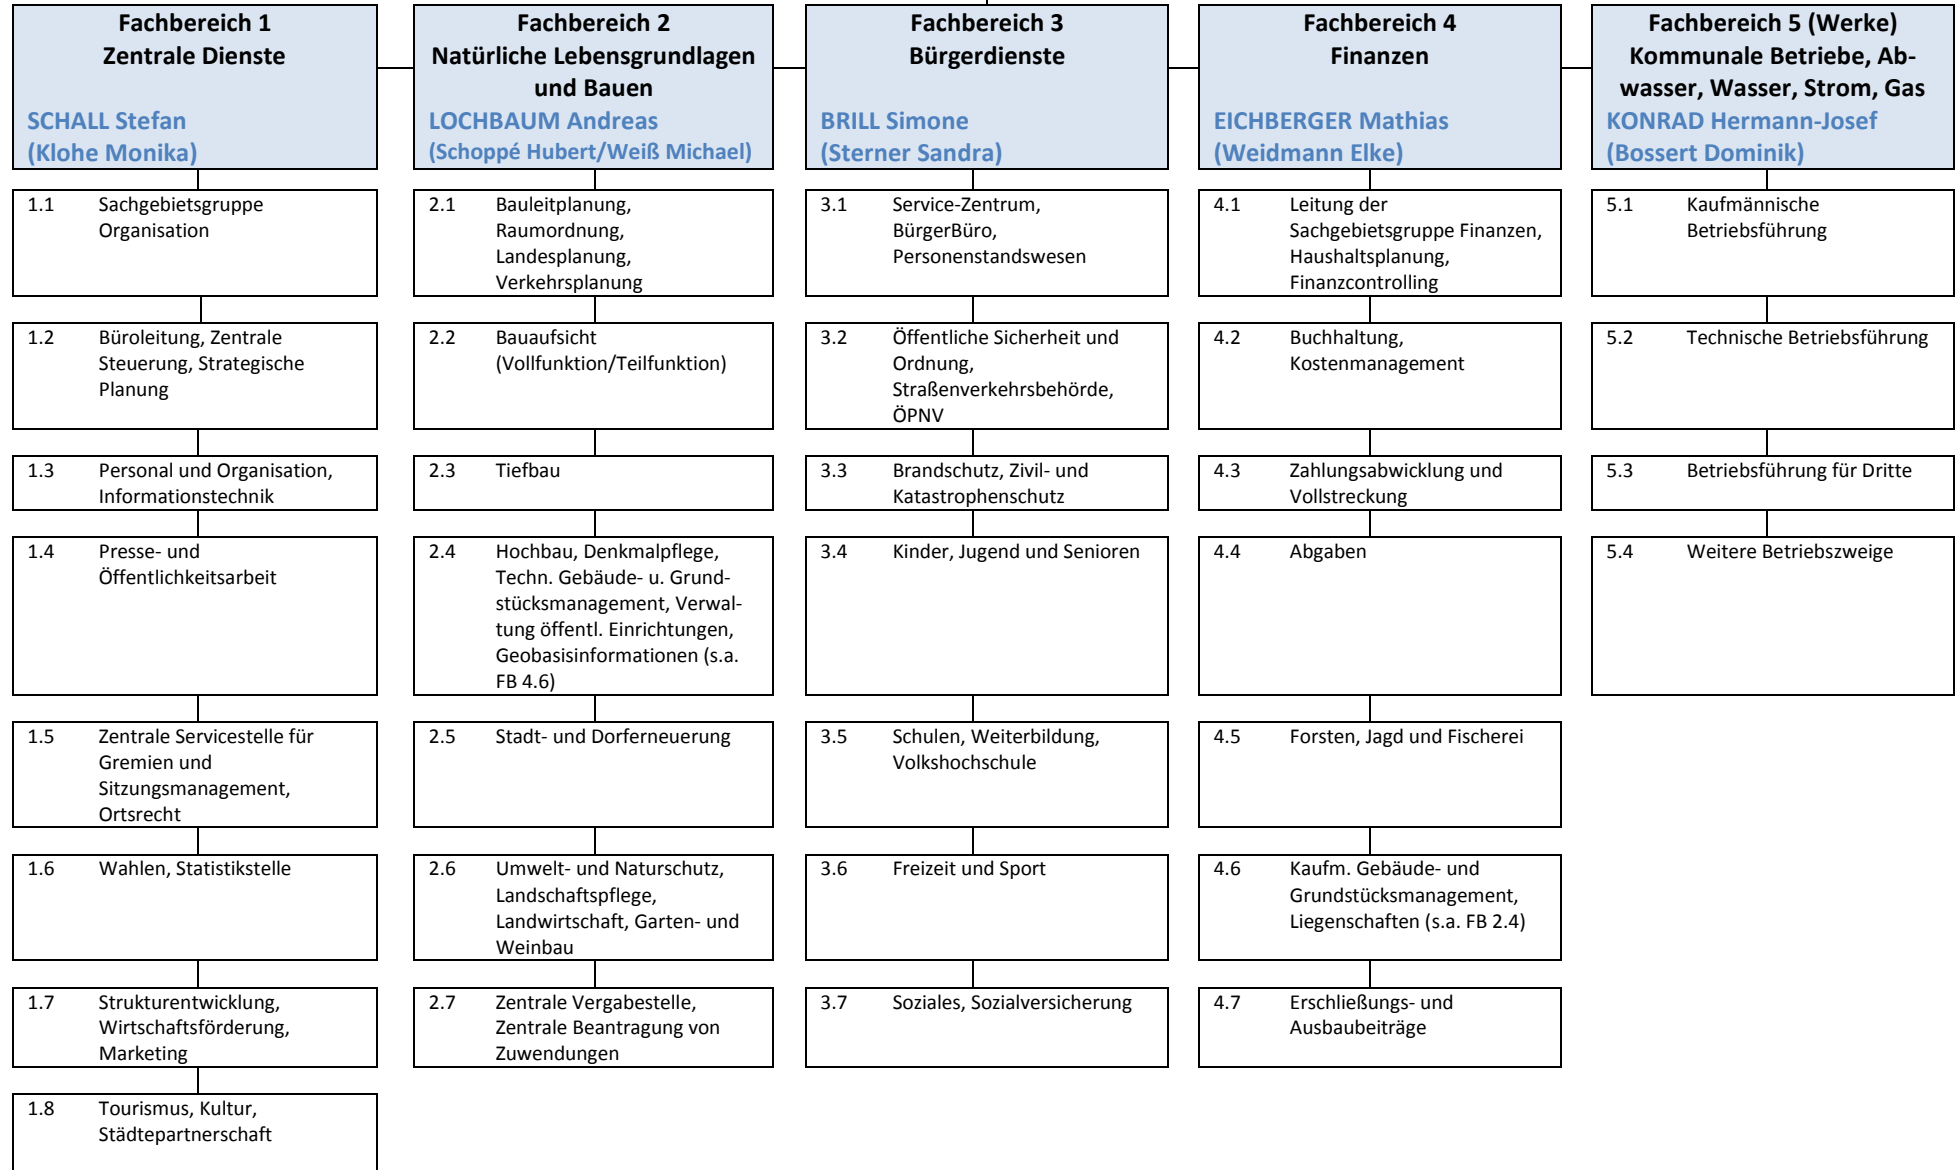 Fachbereich 1
Zentrale Dienste
SCHALL Stefan
(Klohe Monika)
1.1 Sachgebietsgruppe
Organisation
1.2 Büroleitung, Zentrale
Steuerung, Strategische
Planung
1.3 Personal und Organisation,
Informationstechnik
1.4 Presse- und
Öffentlichkeitsarbeit
1.5 Zentrale Servicestelle für
Gremien und
Sitzungsmanagement,
Ortsrecht
1.6 Wahlen, Statistikstelle
1.7 Strukturentwicklung,
Wirtschaftsförderung,
Marketing
1.8 Tourismus, Kultur,
Städtepartnerschaft
Fachbereich 2
Natürliche Lebensgrundlagen
und Bauen
LOCHBAUM Andreas
(Schoppé Hubert/Weiß Michael)
2.1 Bauleitplanung,
Raumordnung,
Landesplanung,
Verkehrsplanung
2.2 Bauaufsicht
(Vollfunktion/Teilfunktion)
2.3 Tiefbau
2.4 Hochbau, Denkmalpflege,
Techn. Gebäude- u. Grund-
stücksmanagement, Verwal-
tung öffentl. Einrichtungen,
Geobasisinformationen (s.a.
FB 4.6)
2.5 Stadt- und Dorferneuerung
2.6 Umwelt- und Naturschutz,
Landschaftspflege,
Landwirtschaft, Garten- und
Weinbau
2.7 Zentrale Vergabestelle,
Zentrale Beantragung von
Zuwendungen
Fachbereich 3
Bürgerdienste
BRILL Simone
(Sterner Sandra)
3.1 Service-Zentrum,
BürgerBüro,
Personenstandswesen
3.2 Öffentliche Sicherheit und
Ordnung,
Straßenverkehrsbehörde,
ÖPNV
3.3 Brandschutz, Zivil- und
Katastrophenschutz
3.4 Kinder, Jugend und Senioren
3.5 Schulen, Weiterbildung,
Volkshochschule
3.6 Freizeit und Sport
3.7 Soziales, Sozialversicherung
Fachbereich 4
Finanzen
EICHBERGER Mathias
(Weidmann Elke)
4.1 Leitung der
Sachgebietsgruppe Finanzen,
Haushaltsplanung,
Finanzcontrolling
4.2 Buchhaltung,
Kostenmanagement
4.3 Zahlungsabwicklung und
Vollstreckung
4.4 Abgaben
4.5 Forsten, Jagd und Fischerei
4.6 Kaufm. Gebäude- und
Grundstücksmanagement,
Liegenschaften (s.a. FB 2.4)
4.7 Erschließungs- und
Ausbaubeiträge
Fachbereich 5 (Werke)
Kommunale Betriebe, Ab-
wasser, Wasser, Strom, Gas
KONRAD Hermann-Josef
(Bossert Dominik)
5.1 Kaufmännische
Betriebsführung
5.2 Technische Betriebsführung
5.3 Betriebsführung für Dritte
5.4 Weitere Betriebszweige